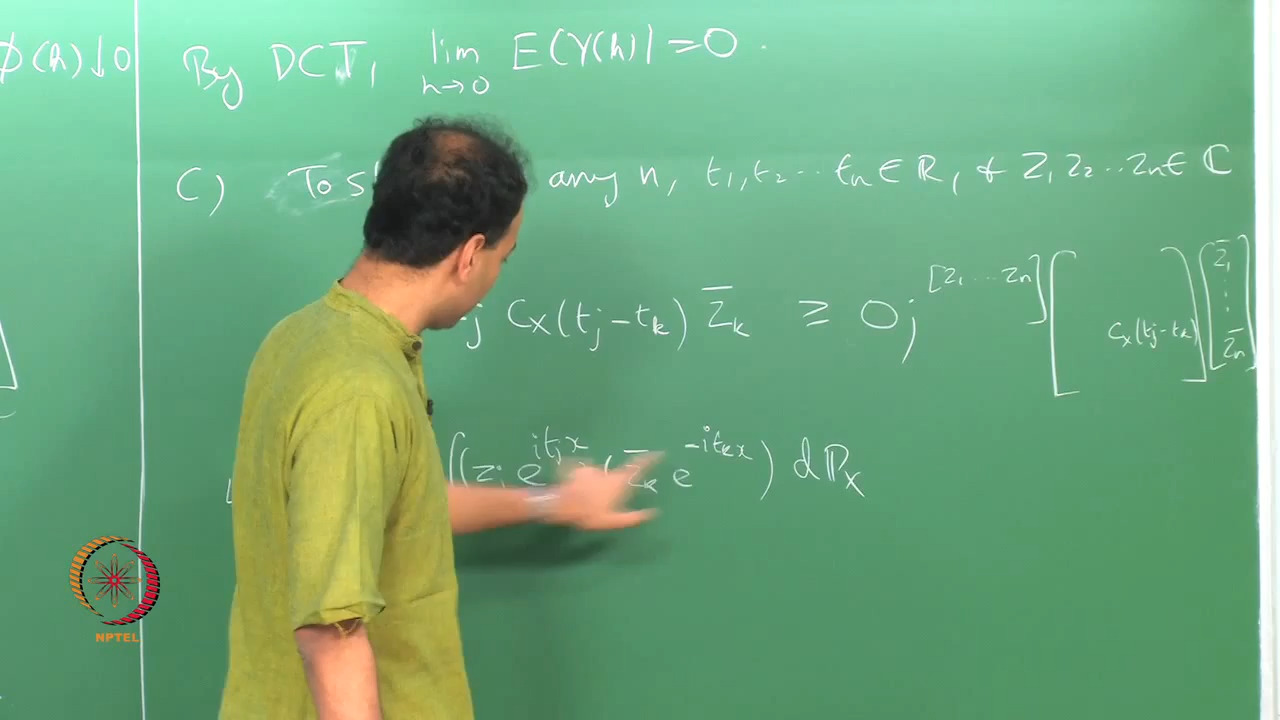 φ(h)↓0
By DCT, lim h→0 E(Y(h)| = 0.
C) To s any n, t₁, t₂ ... tₙ ∈ ℝ, & Z₁ Z₂ ... Zₙ ∈ ℂ
j Cx(tj - tk) Z̄k ≥ 0;
[Z₁ ... Zₙ] [Cx(tj - tk)] [Z̄₁ ⋮ Z̄ₙ]
∫(Zj e^{itjx}) (Z̄k e^{-itkx}) dℙx
NPTEL